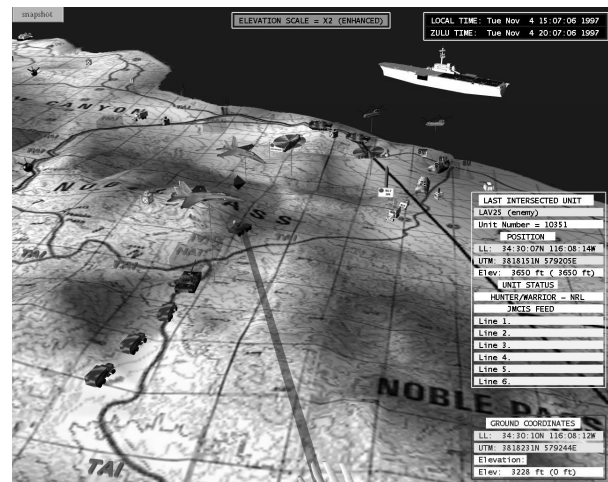 snapshot
ELEVATION SCALE = X2 (ENHANCED)
LOCAL TIME: Tue Nov 4 15:07:06 1997
ZULU TIME: Tue Nov 4 20:07:06 1997
CANYON
TAI
NOBLE PASS
TAI
LAST INTERSECTED UNIT
LAV25 (enemy)
Unit Number = 10351
POSITION
LL: 34:30:07N 116:08:14W
UTM: 3818151N 579205E
Elev: 3650 ft ( 3650 ft)
UNIT STATUS
HUNTER/WARRIOR - NRL
JMCIS FEED
Line 1.
Line 2.
Line 3.
Line 4.
Line 5.
Line 6.
GROUND COORDINATES
LL: 34:30:10N 116:08:12W
UTM: 3818231N 579244E
Elevation:
Elev: 3228 ft (0 ft)